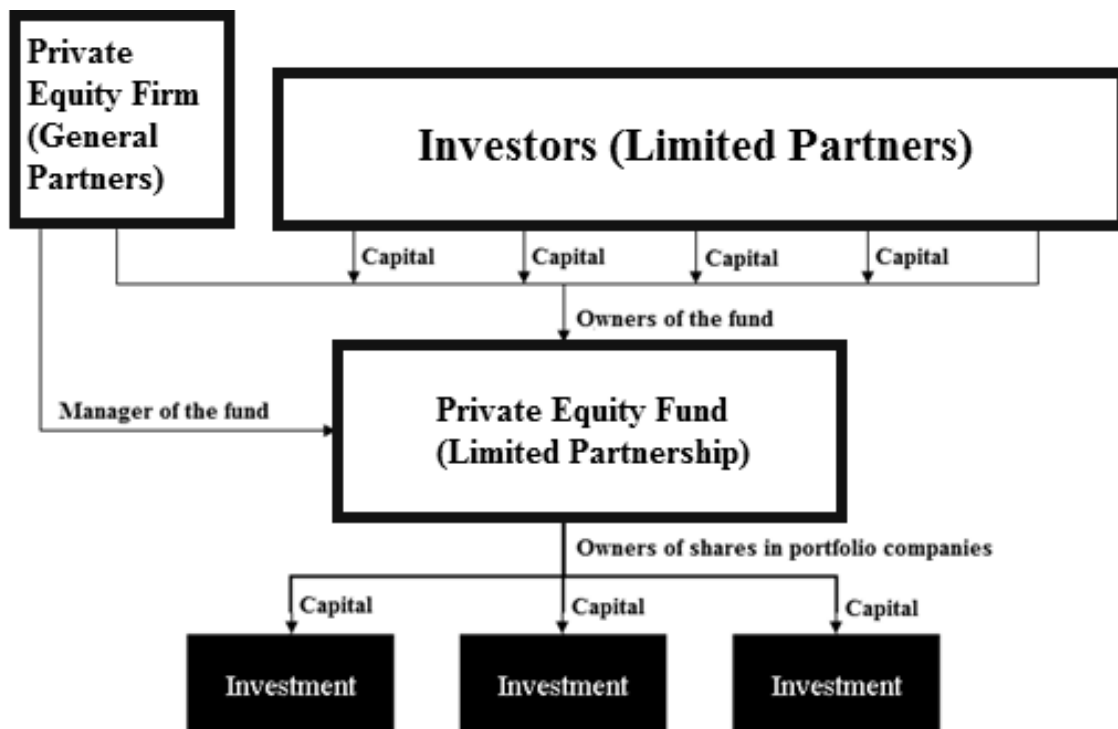 Private
Equity Firm
(General
Partners)
Investors (Limited Partners)
Capital
Capital
Capital
Capital
Owners of the fund
Manager of the fund
Private Equity Fund
(Limited Partnership)
Owners of shares in portfolio companies
Capital
Capital
Capital
Investment
Investment
Investment